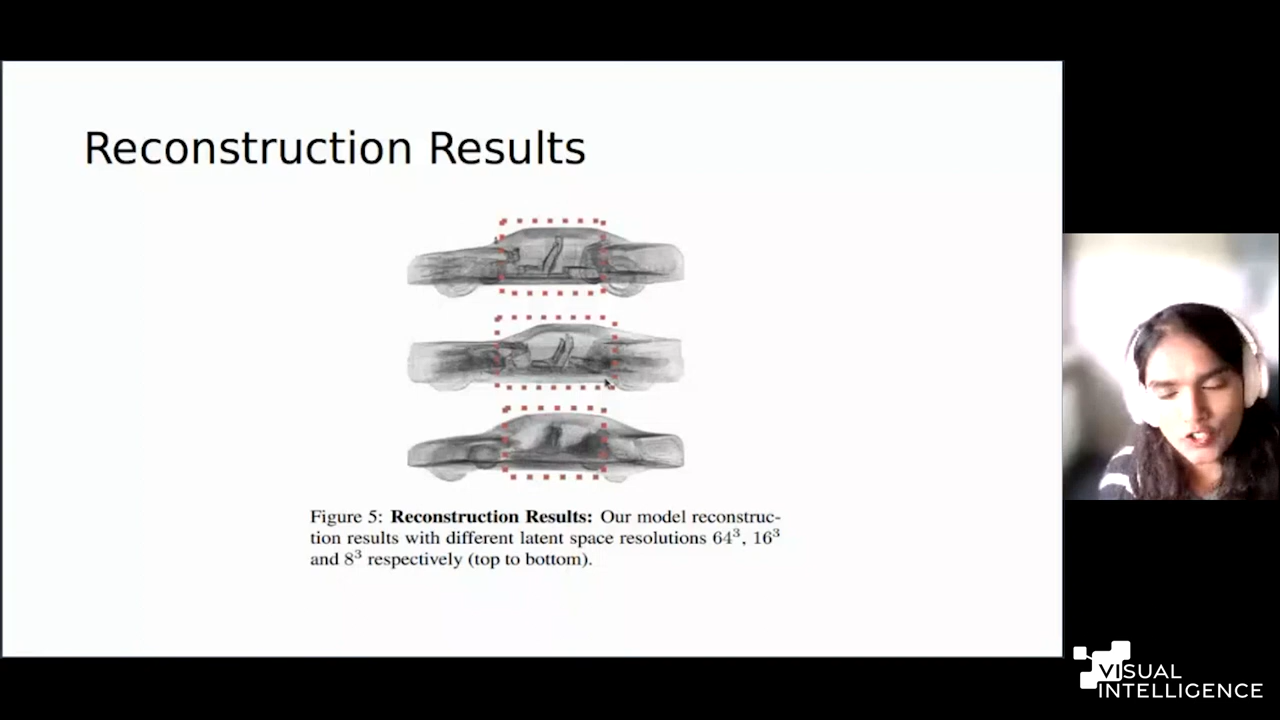 Reconstruction Results
Figure 5: Reconstruction Results: Our model reconstruc-
tion results with different latent space resolutions 64³, 16³
and 8³ respectively (top to bottom).
VISUAL
INTELLIGENCE